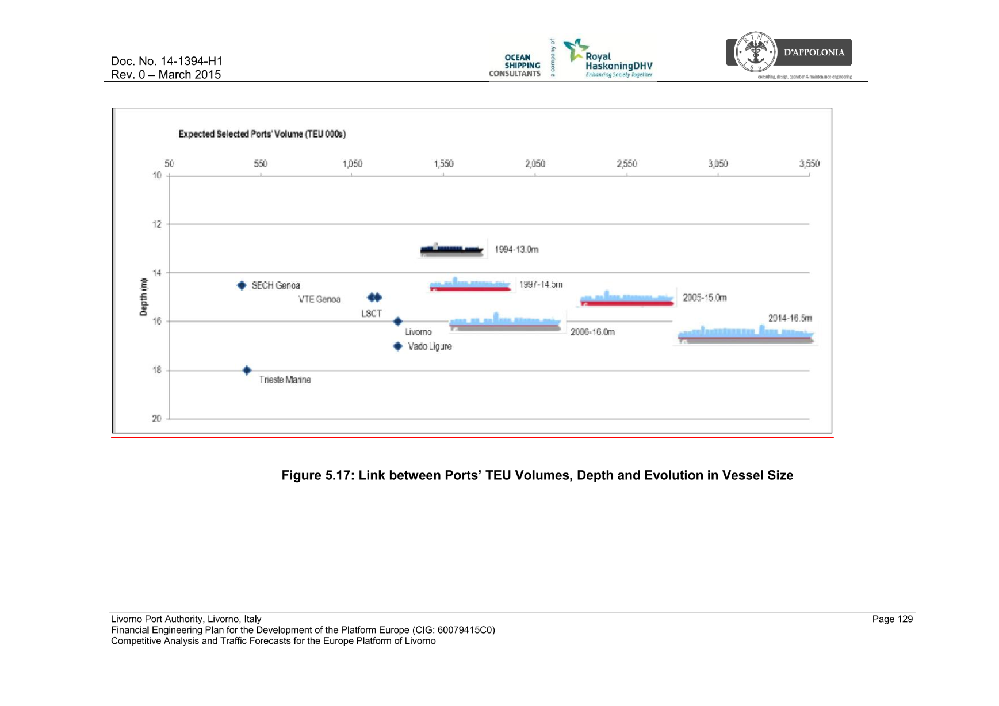 Doc. No. 14-1394-H1
Rev. 0 – March 2015
OCEAN
SHIPPING
CONSULTANTS
a company of
Royal
HaskoningDHV
Enhancing Society Together
RINA
1861
D'APPOLONIA
consulting, design, operation & maintenance engineering
Expected Selected Ports' Volume (TEU 000s)
50 550 1,050 1,550 2,050 2,550 3,050 3,550
10
12
1994-13.0m
14
Depth (m)
SECH Genoa
1997-14.5m
VTE Genoa
2005-15.0m
LSCT
16
2014-16.5m
Livorno
2006-16.0m
Vado Ligure
18
Trieste Marine
20
Figure 5.17: Link between Ports’ TEU Volumes, Depth and Evolution in Vessel Size
Livorno Port Authority, Livorno, Italy
Page 129
Financial Engineering Plan for the Development of the Platform Europe (CIG: 60079415C0)
Competitive Analysis and Traffic Forecasts for the Europe Platform of Livorno